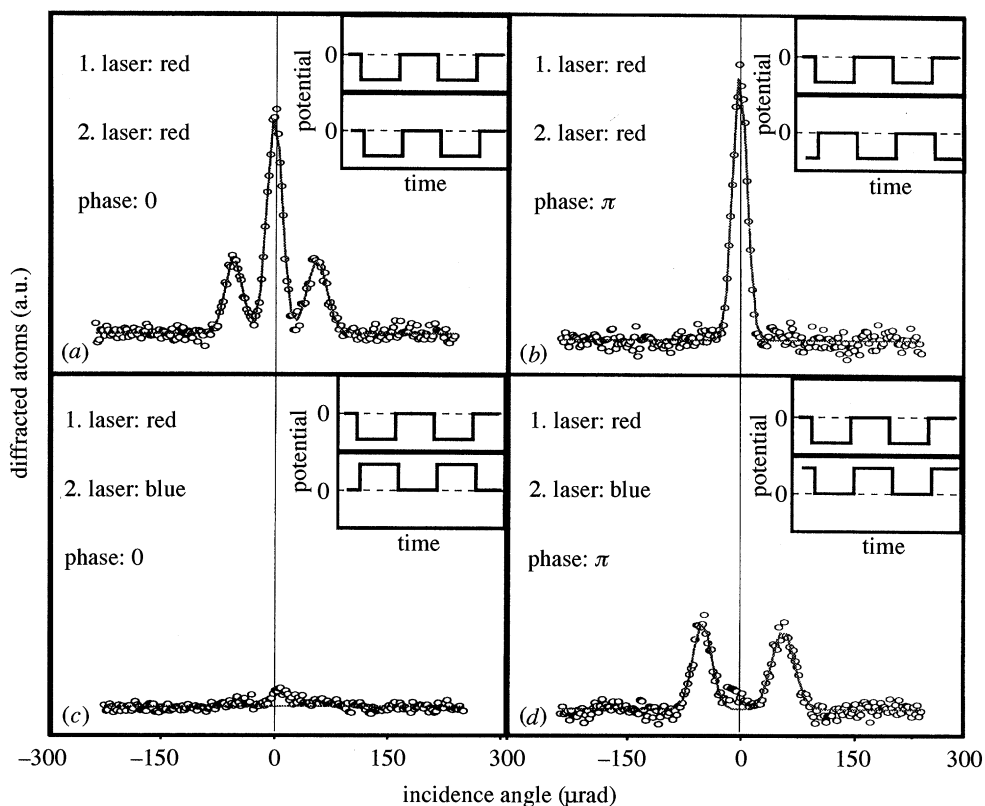 1. laser: red
2. laser: red
phase: 0
potential
0
0
time
(a)
1. laser: red
2. laser: red
phase: π
potential
0
0
time
(b)
diffracted atoms (a.u.)
1. laser: red
2. laser: blue
phase: 0
potential
0
0
time
(c)
1. laser: red
2. laser: blue
phase: π
potential
0
0
time
(d)
−300 −150 0 150 300 −150 0 150 300
incidence angle (μrad)